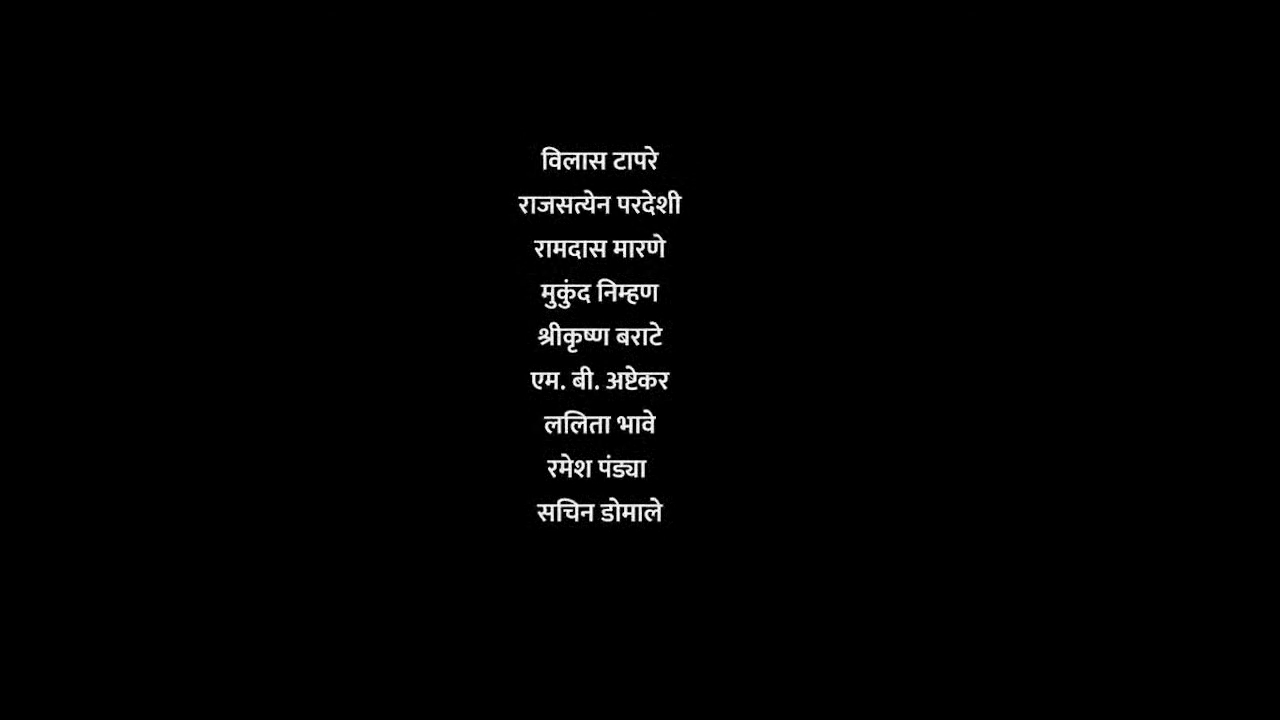 विलास टापरे
राजसत्येन परदेशी
रामदास मारणे
मुकुंद निम्हण
श्रीकृष्ण बराटे
एम. बी. अष्टेकर
ललिता भावे
रमेश पंड्या
सचिन डोमाले